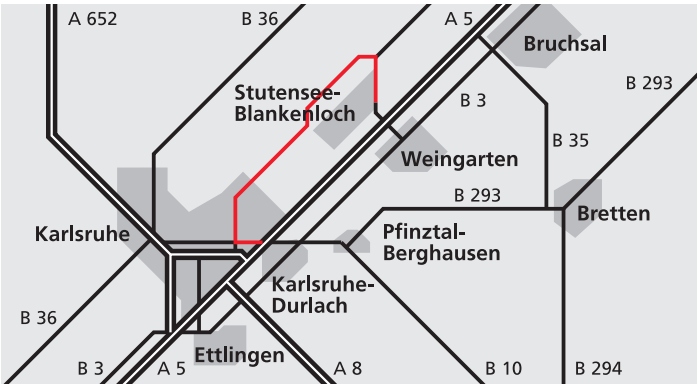 A 652
B 36
A 5
Bruchsal
B 293
Stutensee-
Blankenloch
B 3
B 35
Weingarten
B 293
Bretten
Karlsruhe
Pfinztal-
Berghausen
Karlsruhe-
Durlach
B 36
Ettlingen
B 3
A 5
A 8
B 10
B 294